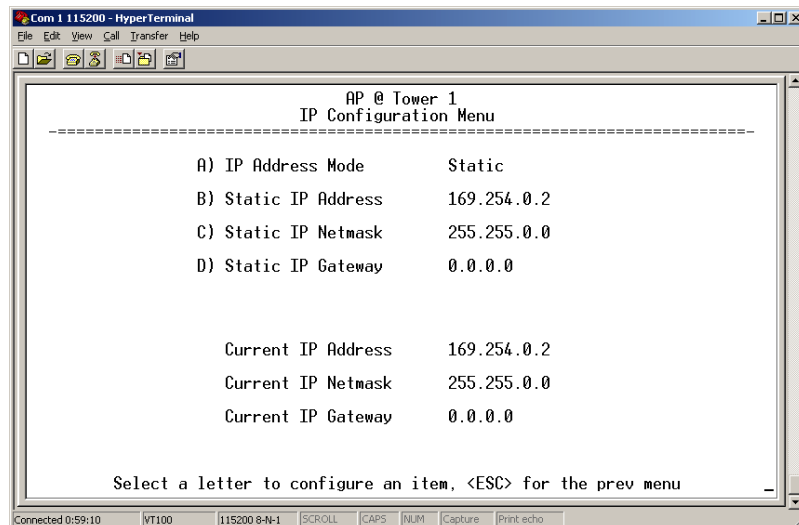 Com 1 115200 - HyperTerminal
File Edit View Call Transfer Help
AP @ Tower 1
IP Configuration Menu
A) IP Address Mode Static
B) Static IP Address 169.254.0.2
C) Static IP Netmask 255.255.0.0
D) Static IP Gateway 0.0.0.0
Current IP Address 169.254.0.2
Current IP Netmask 255.255.0.0
Current IP Gateway 0.0.0.0
Select a letter to configure an item, <ESC> for the prev menu
Connected 0:59:10 VT100 115200 8-N-1 SCROLL CAPS NUM Capture Print echo